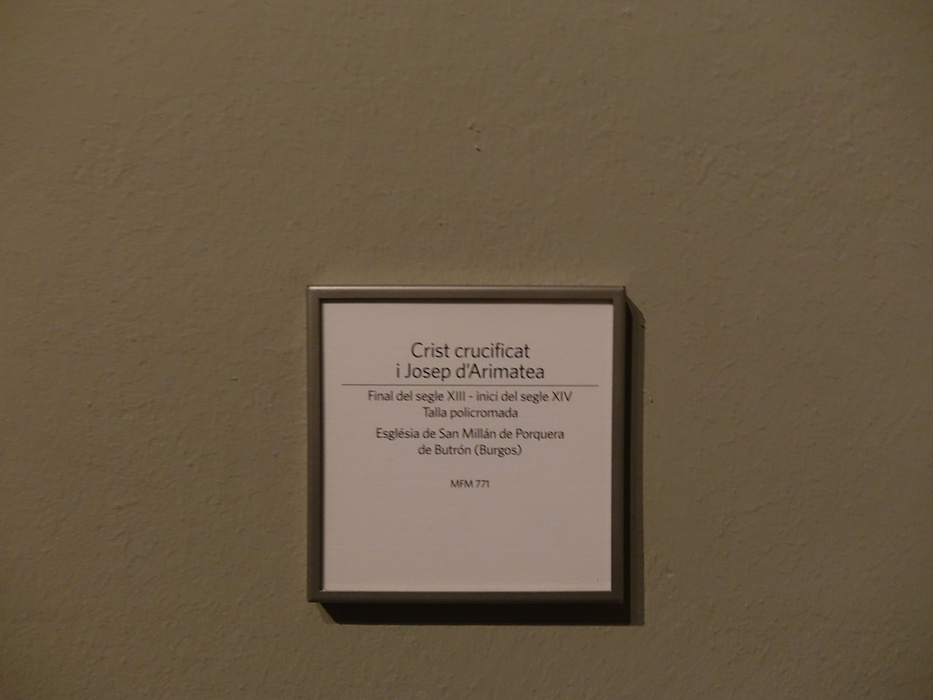 Crist crucificat
i Josep d'Arimatea
Final del segle XIII - inici del segle XIV
Talla policromada
Església de San Millán de Porquera
de Butrón (Burgos)
MFM 771